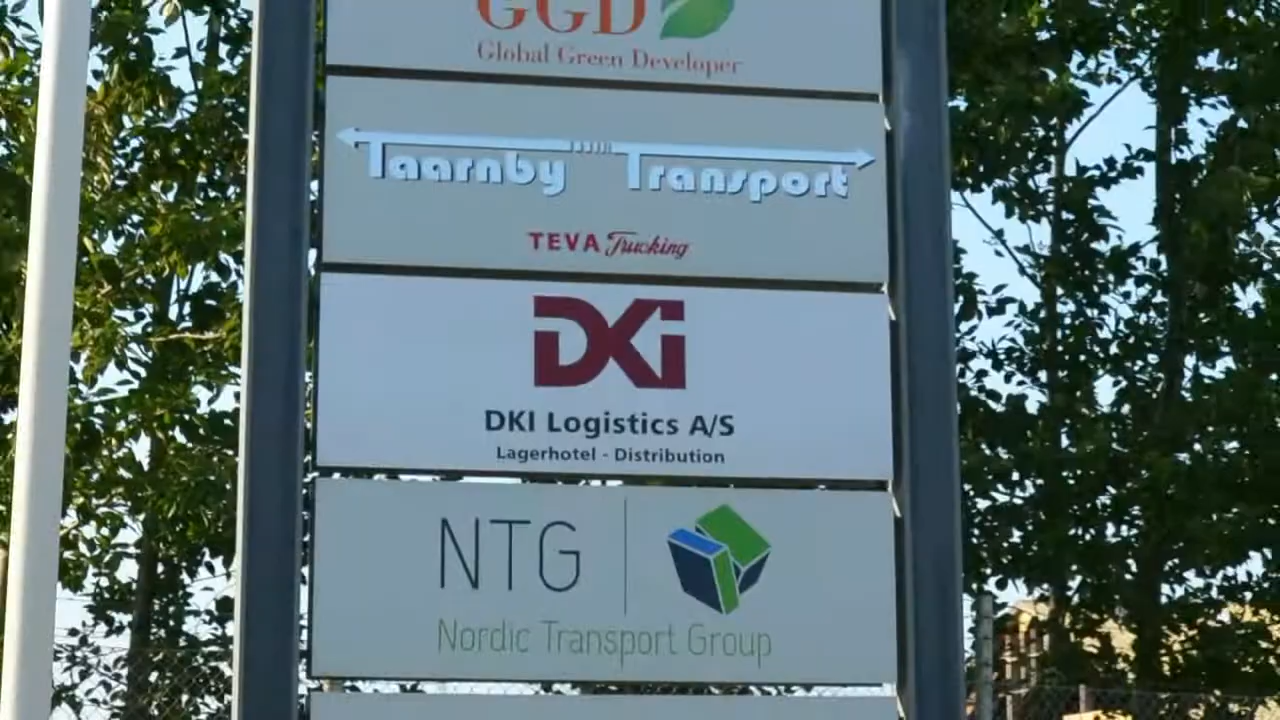 GGD
Global Green Developer
Taarnby Transport
TEVA Trucking
DKi
DKI Logistics A/S
Lagerhotel - Distribution
NTG
Nordic Transport Group